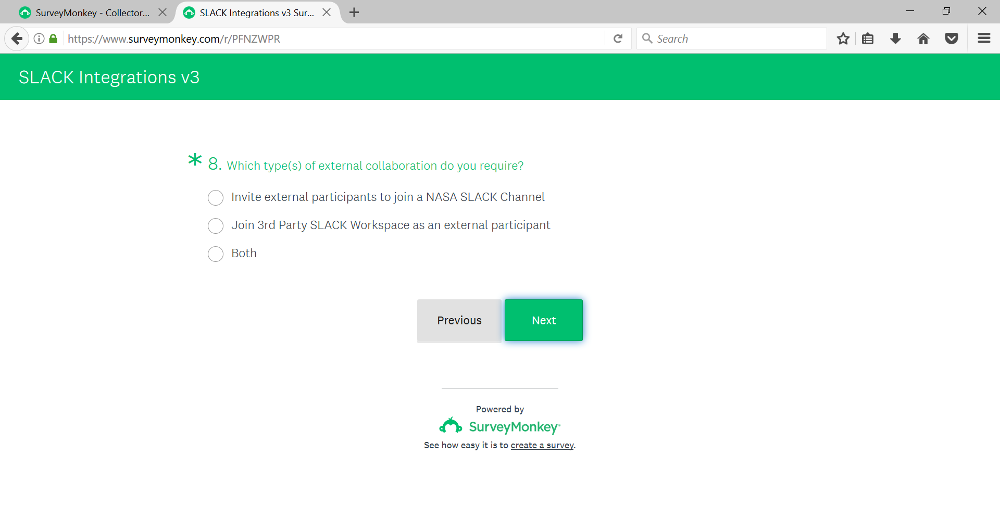 SurveyMonkey - Collector...
SLACK Integrations v3 Sur...
https://www.surveymonkey.com/r/PFNZWPR
Search
SLACK Integrations v3
* 8. Which type(s) of external collaboration do you require?
Invite external participants to join a NASA SLACK Channel
Join 3rd Party SLACK Workspace as an external participant
Both
Previous
Next
Powered by
SurveyMonkey
See how easy it is to create a survey.